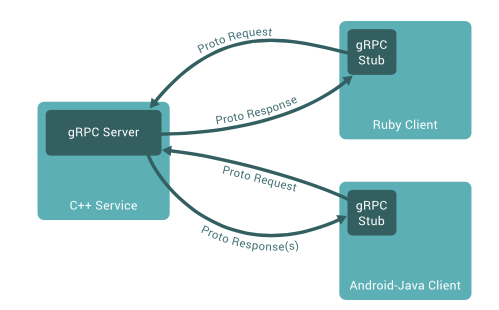 Proto Request
gRPC
Stub
Proto Response
Ruby Client
gRPC Server
C++ Service
Proto Request
gRPC
Stub
Proto Response(s)
Android-Java Client